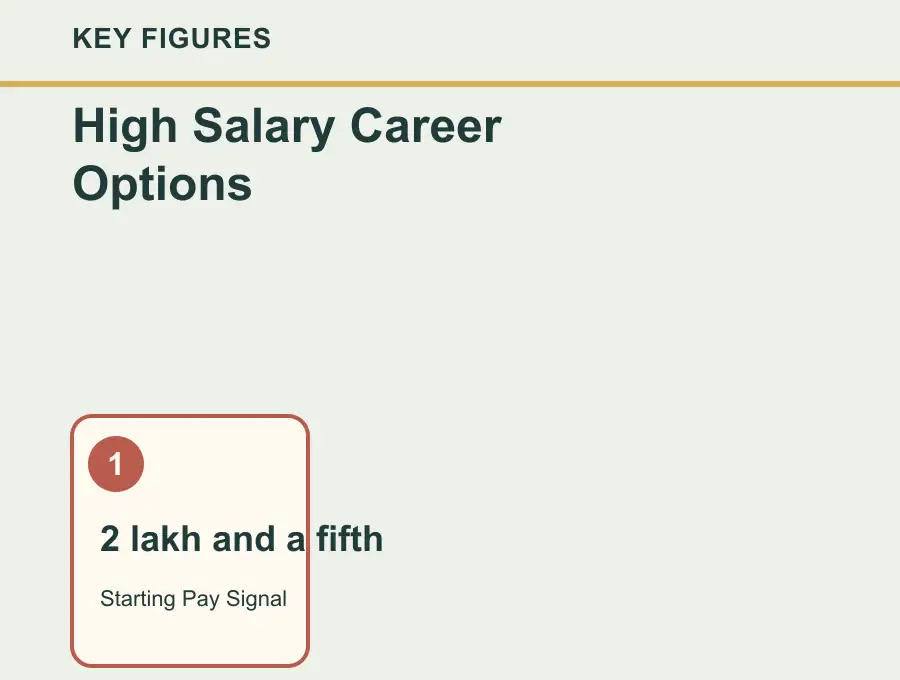 KEY FIGURES
High Salary Career
Options
1
2 lakh and a fifth
Starting Pay Signal